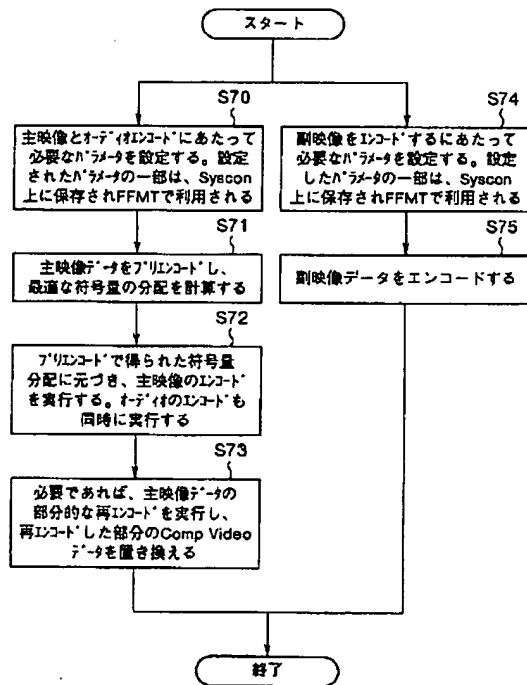 スタート
S70
主映像とオーディオエンコードにあたって
必要なパラメータを設定する。設定
されたパラメータの一部は、Syscon
上に保存されFFMTで利用される
S71
主映像データをプリエンコードし、
最適な符号量の分配を計算する
S72
プリエンコードで得られた符号量
分配に元づき、主映像のエンコード
を実行する。オーディオのエンコードも
同時に実行する
S73
必要であれば、主映像データの
部分的な再エンコードを実行し、
再エンコードした部分のComp Video
データを置き換える
S74
副映像をエンコードするにあたって
必要なパラメータを設定する。設定
したパラメータの一部は、Syscon
上に保存されFFMTで利用される
S75
副映像データをエンコードする
終了